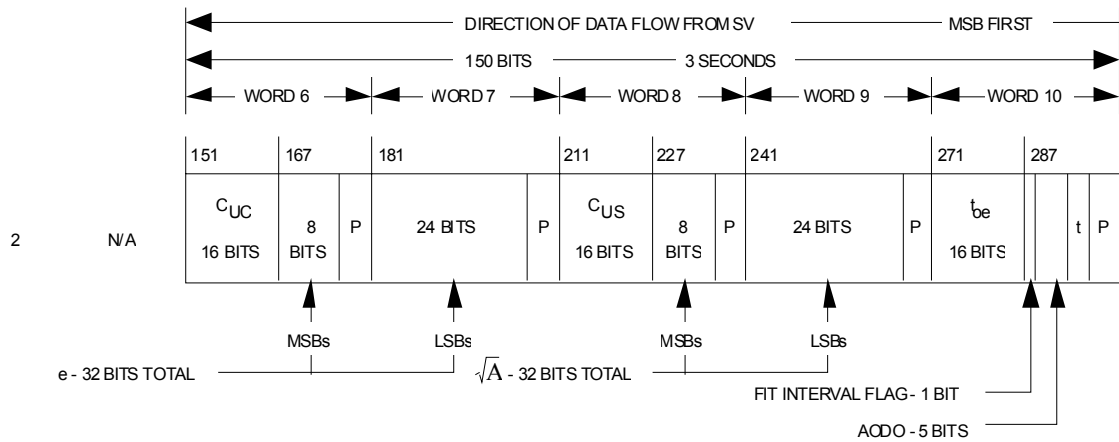 DIRECTION OF DATA FLOW FROM SV MSB FIRST
150 BITS 3 SECONDS
WORD 6 WORD 7 WORD 8 WORD 9 WORD 10
151 167 181 211 227 241 271 287
2 N/A
C_UC 16 BITS
8 BITS
P
24 BITS
P
C_US 16 BITS
8 BITS
P
24 BITS
P
t_oe 16 BITS
t
P
MSBs LSBs MSBs LSBs
e - 32 BITS TOTAL √A - 32 BITS TOTAL
FIT INTERVAL FLAG - 1 BIT
AODO - 5 BITS